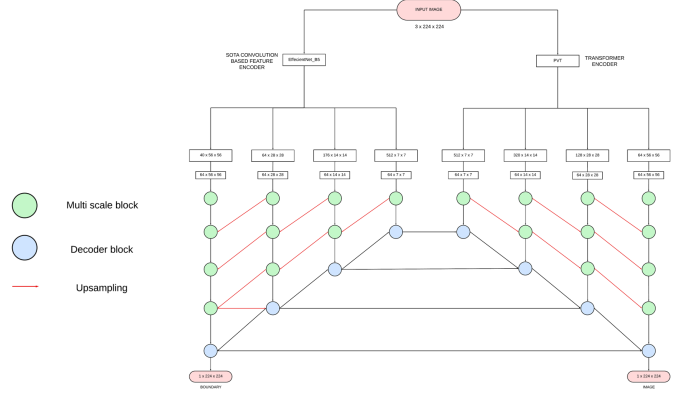 INPUT IMAGE
3 x 224 x 224
SOTA CONVOLUTION
BASED FEATURE
ENCODER
EffecientNet_B5
PVT
TRANSFORMER
ENCODER
40 x 56 x 56
64 x 28 x 28
176 x 14 x 14
512 x 7 x 7
512 x 7 x 7
320 x 14 x 14
128 x 28 x 28
64 x 56 x 56
64 x 56 x 56
64 x 28 x 28
64 x 14 x 14
64 x 7 x 7
64 x 7 x 7
64 x 14 x 14
64 x 28 x 28
64 x 56 x 56
Multi scale block
Decoder block
Upsampling
1 x 224 x 224
BOUNDARY
1 x 224 x 224
IMAGE